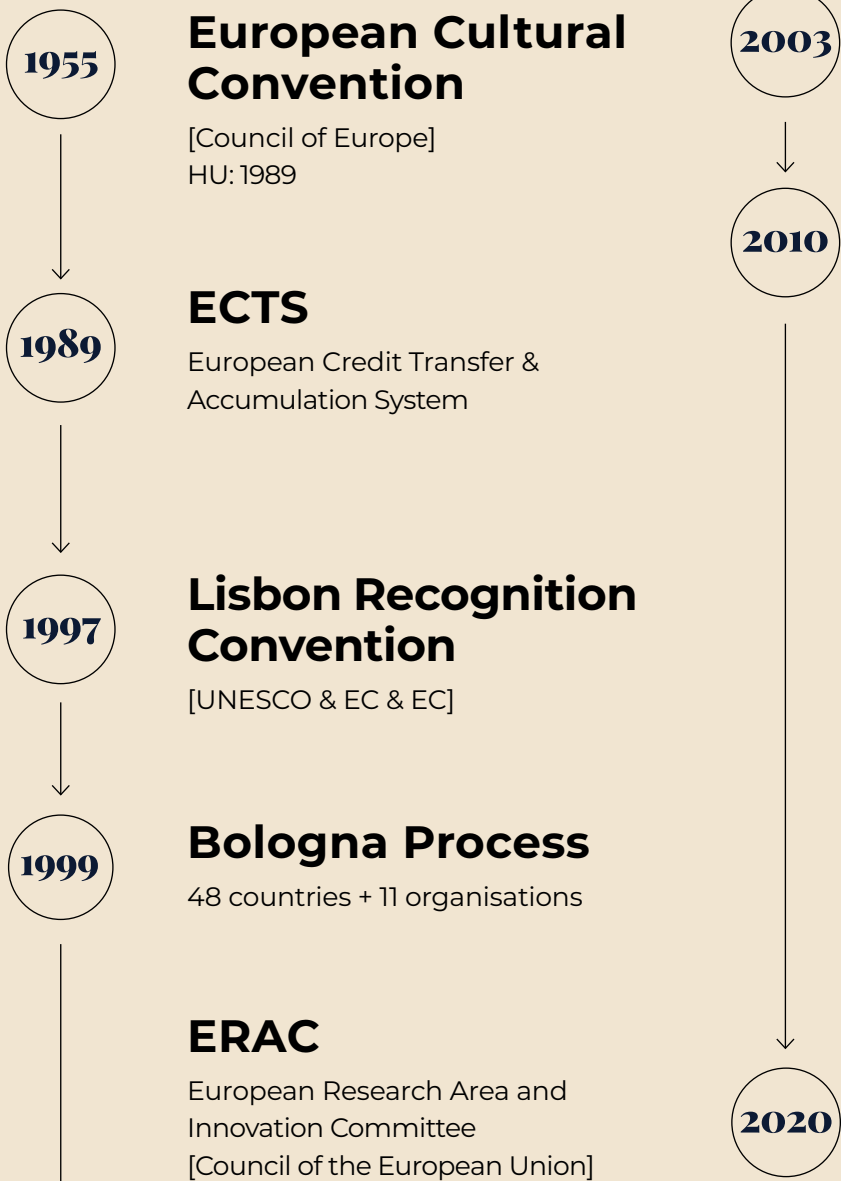 1955
European Cultural
Convention
[Council of Europe]
HU: 1989
1989
ECTS
European Credit Transfer &
Accumulation System
1997
Lisbon Recognition
Convention
[UNESCO & EC & EC]
1999
Bologna Process
48 countries + 11 organisations
ERAC
European Research Area and
Innovation Committee
[Council of the European Union]
2003
2010
2020